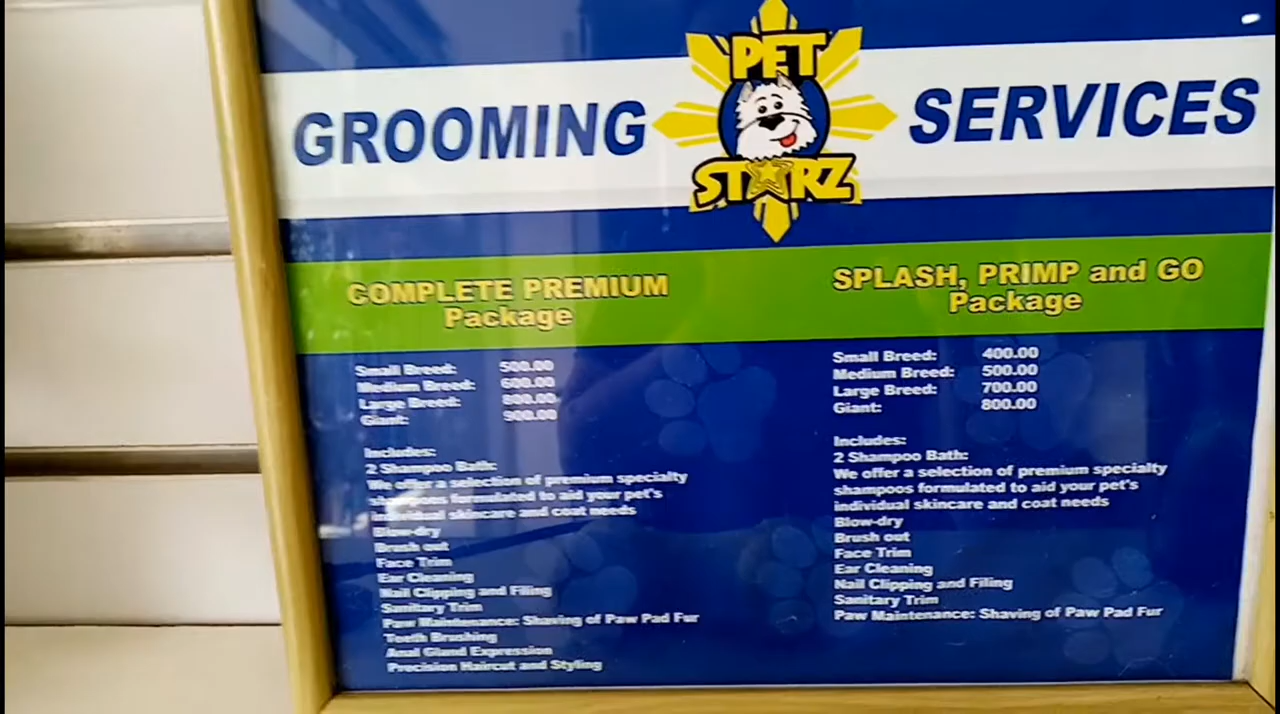 PET
STARZ
GROOMING SERVICES
COMPLETE PREMIUM
Package
Small Breed: 500.00
Medium Breed: 600.00
Large Breed: 800.00
Giant: 900.00
Includes:
2 Shampoo Bath:
We offer a selection of premium specialty
shampoos formulated to aid your pet's
individual skincare and coat needs
Blow-dry
Brush out
Face Trim
Ear Cleaning
Nail Clipping and Filing
Sanitary Trim
Paw Maintenance: Shaving of Paw Pad Fur
Teeth Brushing
Anal Gland Expression
Precision Haircut and Styling
SPLASH, PRIMP and GO
Package
Small Breed: 400.00
Medium Breed: 500.00
Large Breed: 700.00
Giant: 800.00
Includes:
2 Shampoo Bath:
We offer a selection of premium specialty
shampoos formulated to aid your pet's
individual skincare and coat needs
Blow-dry
Brush out
Face Trim
Ear Cleaning
Nail Clipping and Filing
Sanitary Trim
Paw Maintenance: Shaving of Paw Pad Fur